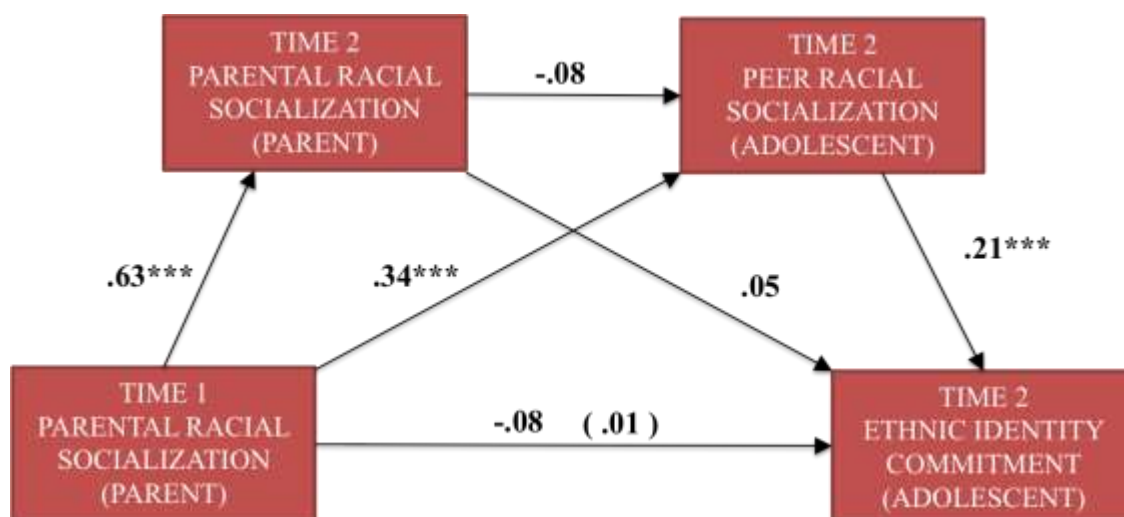 TIME 2
PARENTAL RACIAL
SOCIALIZATION
(PARENT)
-.08
TIME 2
PEER RACIAL
SOCIALIZATION
(ADOLESCENT)
.63***
.34***
.05
.21***
TIME 1
PARENTAL RACIAL
SOCIALIZATION
(PARENT)
-.08 ( .01 )
TIME 2
ETHNIC IDENTITY
COMMITMENT
(ADOLESCENT)